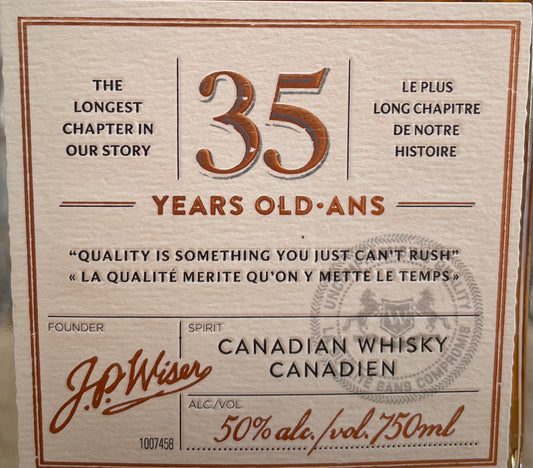 THE
LONGEST
CHAPTER IN
OUR STORY
35
LE PLUS
LONG CHAPITRE
DE NOTRE
HISTOIRE
YEARS OLD·ANS
"QUALITY IS SOMETHING YOU JUST CAN'T RUSH"
« LA QUALITÉ MERITE QU'ON Y METTE LE TEMPS»
FOUNDER
J.P. Wiser
1007458
SPIRIT
CANADIAN WHISKY
CANADIEN
ALC./VOL.
50% alc./vol. 750ml
SANS COMPROMIS